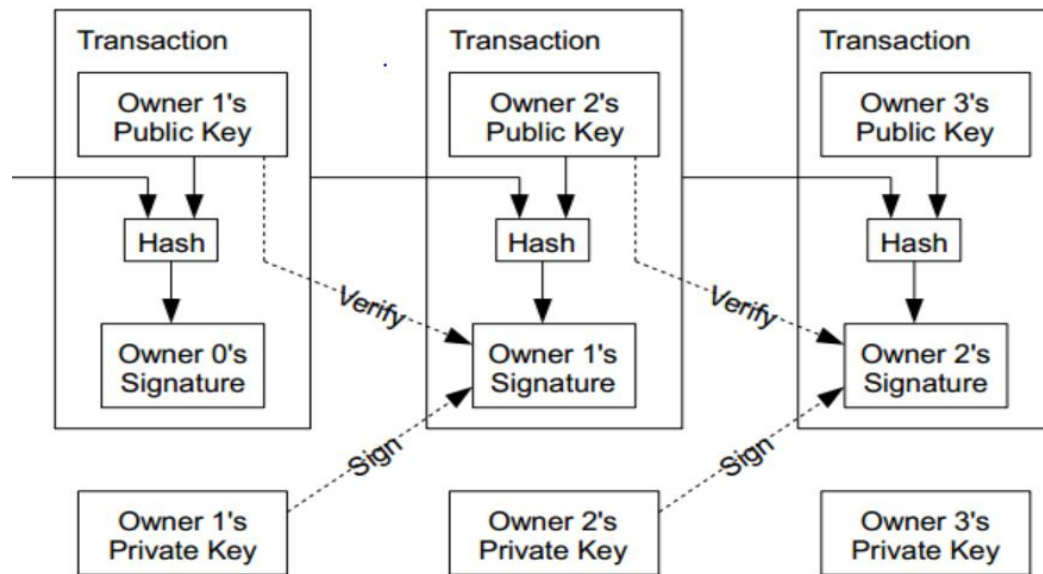 Transaction
Owner 1's
Public Key
Hash
Owner 0's
Signature
Transaction
Owner 2's
Public Key
Hash
Verify
Owner 1's
Signature
Transaction
Owner 3's
Public Key
Hash
Verify
Owner 2's
Signature
Sign
Sign
Owner 1's
Private Key
Owner 2's
Private Key
Owner 3's
Private Key